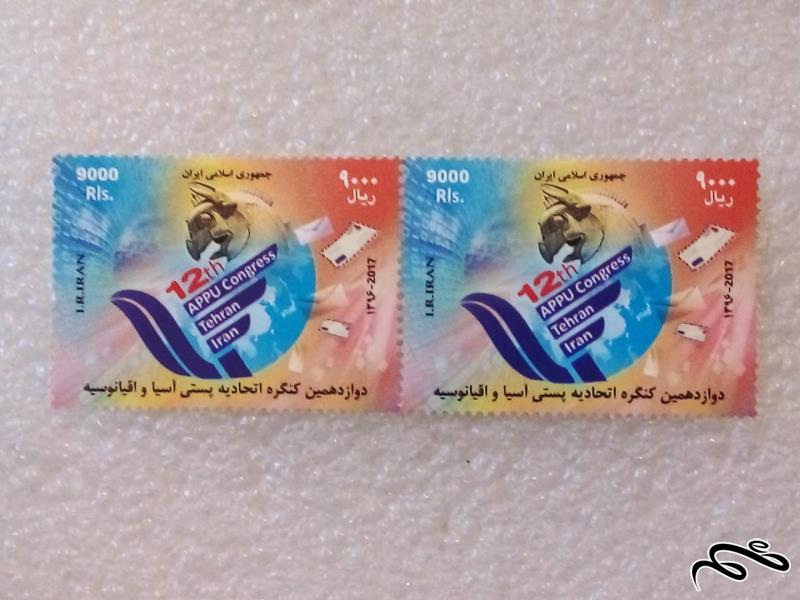 9000
Rls.
جمهوری اسلامی ایران
۹۰۰۰
ریال
I.R.IRAN
12th
APPU Congress
Tehran
Iran
۱۳۹۶-2017
دوازدهمین کنگره اتحادیه پستی آسیا و اقیانوسیه
9000
Rls.
جمهوری اسلامی ایران
۹۰۰۰
ریال
I.R.IRAN
12th
APPU Congress
Tehran
Iran
۱۳۹۶-2017
دوازدهمین کنگره اتحادیه پستی آسیا و اقیانوسیه